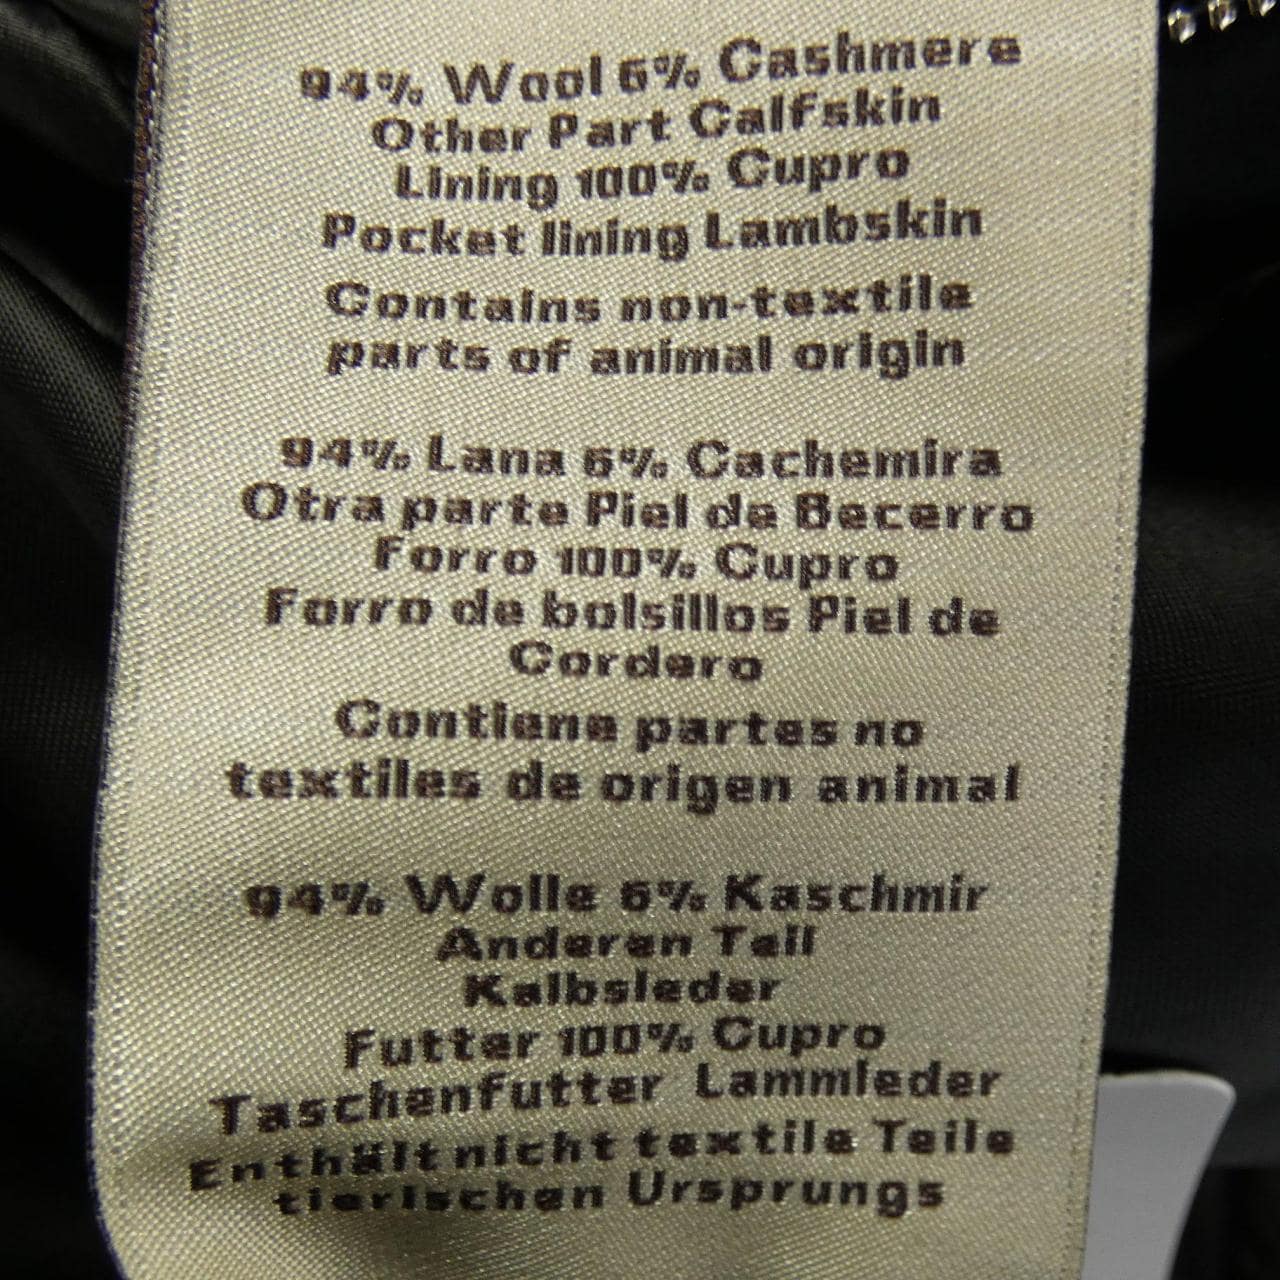 94% Wool 6% Cashmere
Other Part Calfskin
Lining 100% Cupro
Pocket lining Lambskin
Contains non-textile
parts of animal origin
94% Lana 6% Cachemira
Otra parte Piel de Becerro
Forro 100% Cupro
Forro de bolsillos Piel de
Cordero
Contiene partes no
textiles de origen animal
94% Wolle 6% Kaschmir
Anderen Teil
Kalbsleder
Futter 100% Cupro
Taschenfutter Lammleder
Enthält nicht textile Teile
tierischen Ursprungs